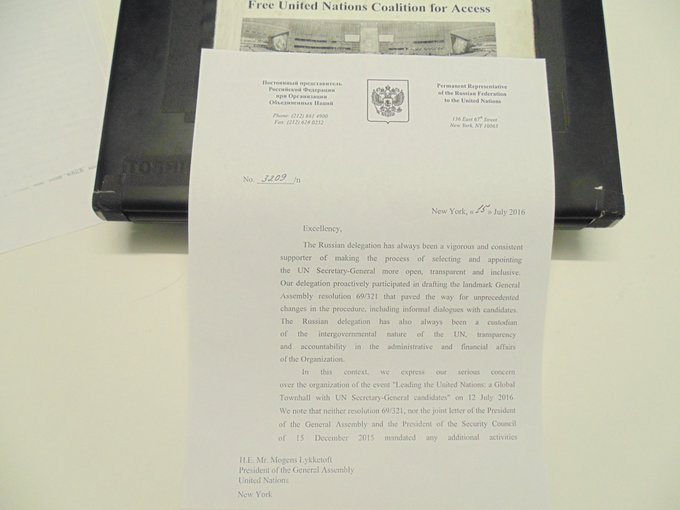 Free United Nations Coalition for Access
Постоянный представитель
Российской Федерации
при Организации
Объединенных Наций
Phone: (212) 861 4900
Fax: (212) 628 0252
Permanent Representative
of the Russian Federation
to the United Nations
136 East 67th Street
New York, NY 10065
No. 3209 /n
New York, « 15 » July 2016
Excellency,
The Russian delegation has always been a vigorous and consistent
supporter of making the process of selecting and appointing
the UN Secretary-General more open, transparent and inclusive.
Our delegation proactively participated in drafting the landmark General
Assembly resolution 69/321 that paved the way for unprecedented
changes in the procedure, including informal dialogues with candidates.
The Russian delegation has also always been a custodian
of the intergovernmental nature of the UN, transparency
and accountability in the administrative and financial affairs
of the Organization.
In this context, we express our serious concern
over the organization of the event "Leading the United Nations: a Global
Townhall with UN Secretary-General candidates" on 12 July 2016.
We note that neither resolution 69/321, nor the joint letter of the President
of the General Assembly and the President of the Security Council
of 15 December 2015 mandated any additional activities
H.E. Mr. Mogens Lykketoft
President of the General Assembly
United Nations
New York